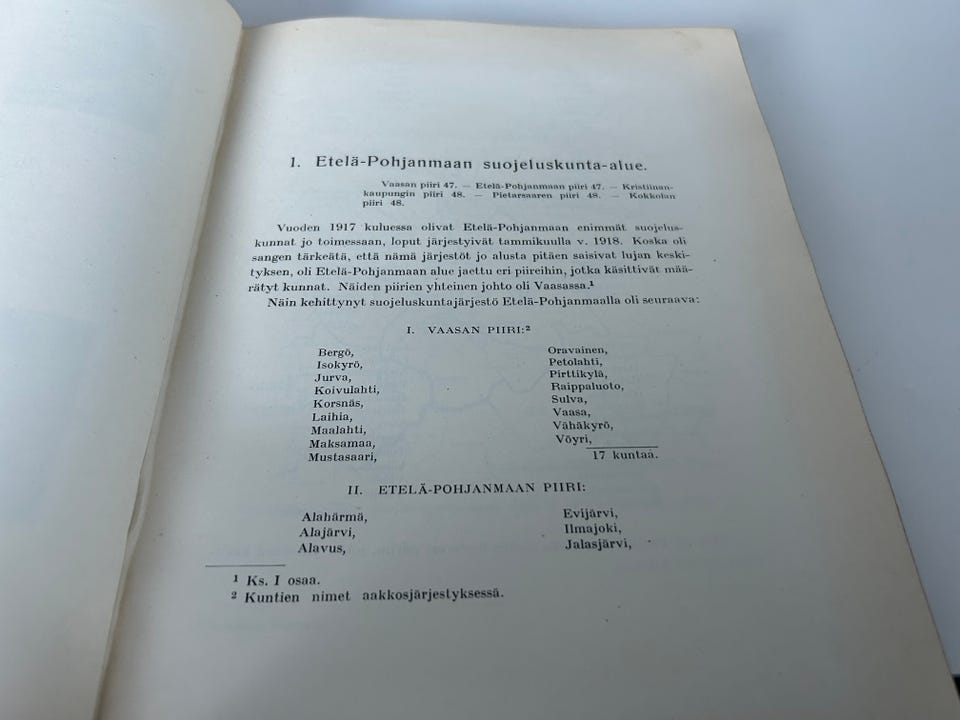 1. Etelä-Pohjanmaan suojeluskunta-alue.
Vaasan piiri 47. — Etelä-Pohjanmaan piiri 47. — Kristiinan-
kaupungin piiri 48. — Pietarsaaren piiri 48. — Kokkolan
piiri 48.
Vuoden 1917 kuluessa olivat Etelä-Pohjanmaan enimmät suojelus-
kunnat jo toimessaan, loput järjestyivät tammikuulla v. 1918. Koska oli
sangen tärkeätä, että nämä järjestöt jo alusta pitäen saisivat lujan keski-
tyksen, oli Etelä-Pohjanmaan alue jaettu eri piireihin, jotka käsittivät mää-
rätyt kunnat. Näiden piirien yhteinen johto oli Vaasassa.¹
Näin kehittynyt suojeluskuntajärjestö Etelä-Pohjanmaalla oli seuraava:
I. VAASAN PIIRI:²
Bergö,
Isokyrö,
Jurva,
Koivulahti,
Korsnäs,
Laihia,
Maalahti,
Maksamaa,
Mustasaari,
Oravainen,
Petolahti,
Pirttikylä,
Raippaluoto,
Sulva,
Vaasa,
Vähäkyrö,
Vöyri,
17 kuntaa.
II. ETELÄ-POHJANMAAN PIIRI:
Alahärmä,
Alajärvi,
Alavus,
Evijärvi,
Ilmajoki,
Jalasjärvi,
¹ Ks. I osaa.
² Kuntien nimet aakkosjärjestyksessä.